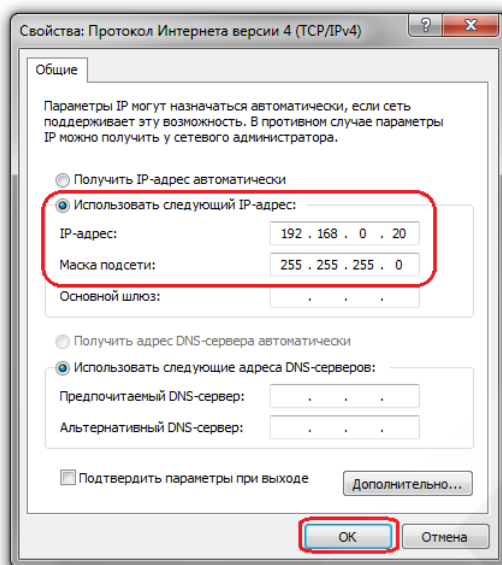 Свойства: Протокол Интернета версии 4 (TCP/IPv4)
Общие
Параметры IP могут назначаться автоматически, если сеть
поддерживает эту возможность. В противном случае параметры
IP можно получить у сетевого администратора.
Получить IP-адрес автоматически
Использовать следующий IP-адрес:
IP-адрес: 192 . 168 . 0 . 20
Маска подсети: 255 . 255 . 255 . 0
Основной шлюз: . . .
Получить адрес DNS-сервера автоматически
Использовать следующие адреса DNS-серверов:
Предпочитаемый DNS-сервер: . . .
Альтернативный DNS-сервер: . . .
Подтвердить параметры при выходе
Дополнительно...
ОК Отмена